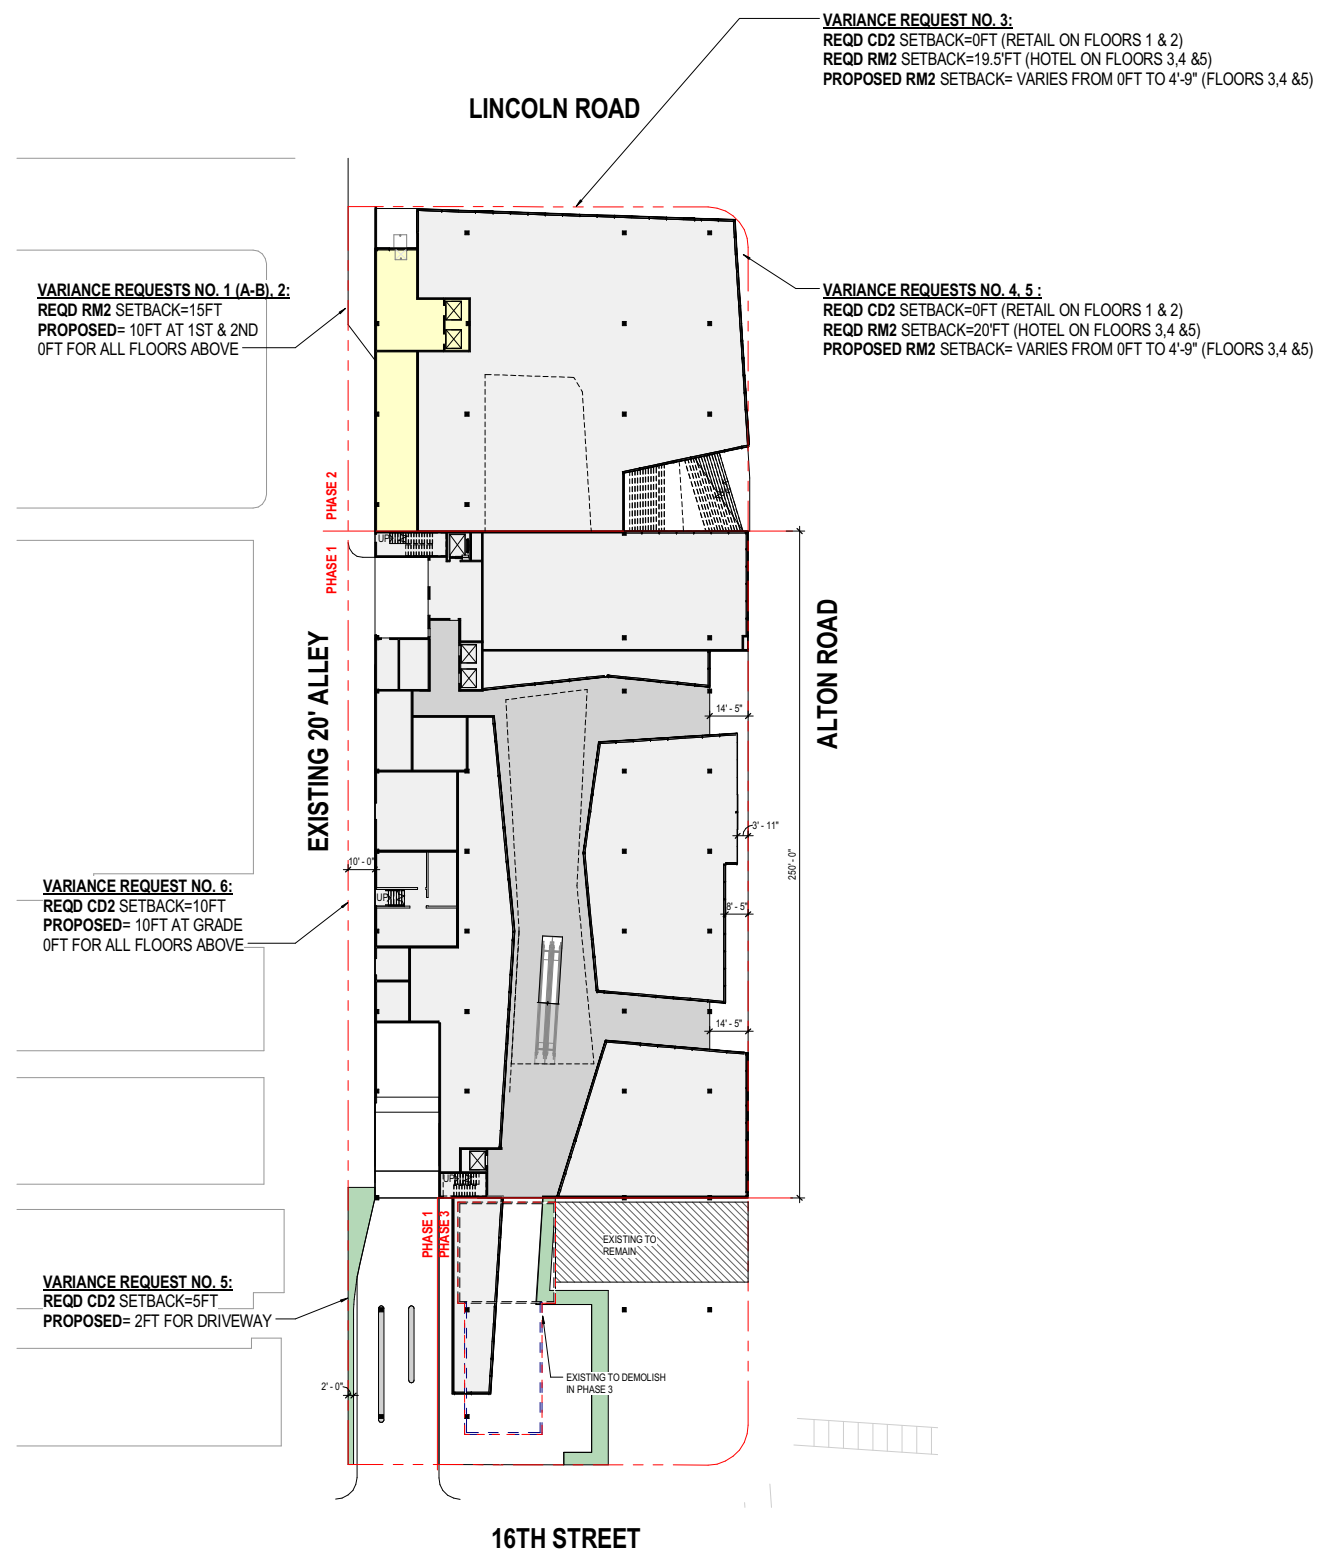 VARIANCE REQUEST NO. 3:
REQD CD2 SETBACK=0FT (RETAIL ON FLOORS 1 & 2)
REQD RM2 SETBACK=19.5'FT (HOTEL ON FLOORS 3,4 &5)
PROPOSED RM2 SETBACK= VARIES FROM 0FT TO 4'-9" (FLOORS 3,4 &5)
LINCOLN ROAD
VARIANCE REQUESTS NO. 1 (A-B), 2:
REQD RM2 SETBACK=15FT
PROPOSED= 10FT AT 1ST & 2ND
0FT FOR ALL FLOORS ABOVE
VARIANCE REQUESTS NO. 4, 5 :
REQD CD2 SETBACK=0FT (RETAIL ON FLOORS 1 & 2)
REQD RM2 SETBACK=20'FT (HOTEL ON FLOORS 3,4 &5)
PROPOSED RM2 SETBACK= VARIES FROM 0FT TO 4'-9" (FLOORS 3,4 &5)
PHASE 2
PHASE 1
UP
EXISTING 20' ALLEY
ALTON ROAD
14' - 5"
3' - 11"
250' - 0"
10' - 0"
8' - 5"
UP
VARIANCE REQUEST NO. 6:
REQD CD2 SETBACK=10FT
PROPOSED= 10FT AT GRADE
0FT FOR ALL FLOORS ABOVE
14' - 5"
UP
PHASE 1
PHASE 3
EXISTING TO
REMAIN
VARIANCE REQUEST NO. 5:
REQD CD2 SETBACK=5FT
PROPOSED= 2FT FOR DRIVEWAY
2' - 0"
EXISTING TO DEMOLISH
IN PHASE 3
16TH STREET